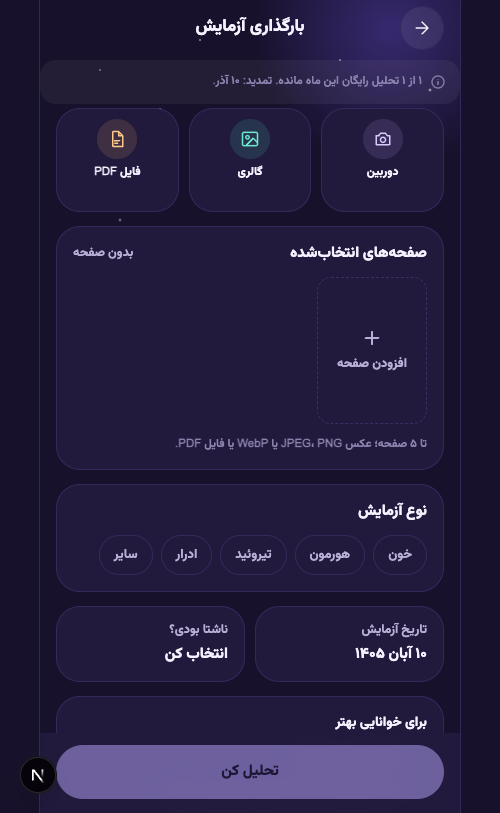 بارگذاری آزمایش
۱ از ۱ تحلیل رایگان این ماه مانده. تمدید: ۱۰ آذر.
دوربین
گالری
فایل PDF
صفحه‌های انتخاب‌شده
بدون صفحه
افزودن صفحه
تا ۵ صفحه؛ عکس JPEG، PNG یا WebP یا فایل PDF.
نوع آزمایش
خون
هورمون
تیروئید
ادرار
سایر
تاریخ آزمایش
۱۰ آبان ۱۴۰۵
ناشتا بودی؟
انتخاب کن
برای خوانایی بهتر
تحلیل کن
N